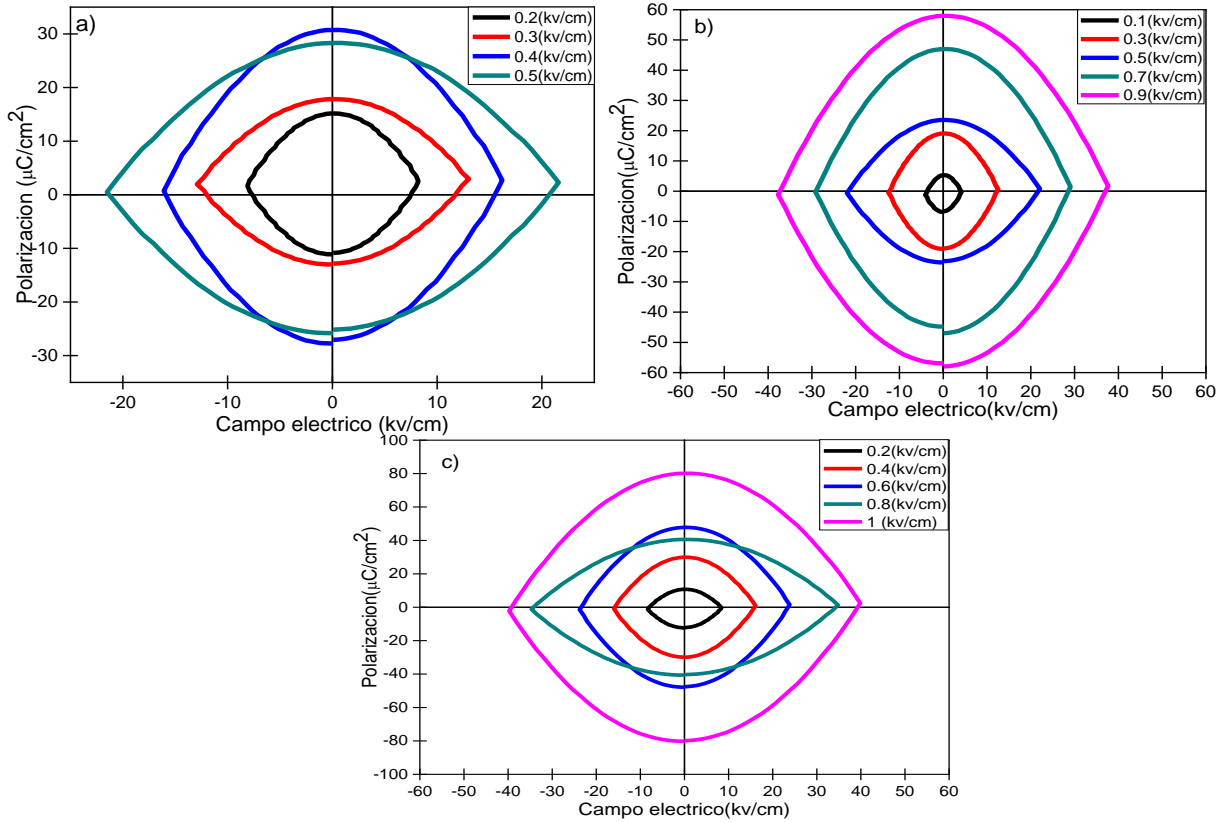 a)
0.2(kv/cm)
0.3(kv/cm)
0.4(kv/cm)
0.5(kv/cm)
30
20
10
0
-10
-20
-30
Polarizacion (μC/cm²)
-20
-10
0
10
20
Campo electrico (kv/cm)
b)
0.1(kv/cm)
0.3(kv/cm)
0.5(kv/cm)
0.7(kv/cm)
0.9(kv/cm)
60
50
40
30
20
10
0
-10
-20
-30
-40
-50
-60
Polarizacion(μC/cm²)
-60
-50
-40
-30
-20
-10
0
10
20
30
40
50
60
Campo electrico(kv/cm)
c)
0.2(kv/cm)
0.4(kv/cm)
0.6(kv/cm)
0.8(kv/cm)
1 (kv/cm)
100
80
60
40
20
0
-20
-40
-60
-80
-100
Polarizacion(μC/cm²)
-60
-50
-40
-30
-20
-10
0
10
20
30
40
50
60
Campo electrico(kv/cm)